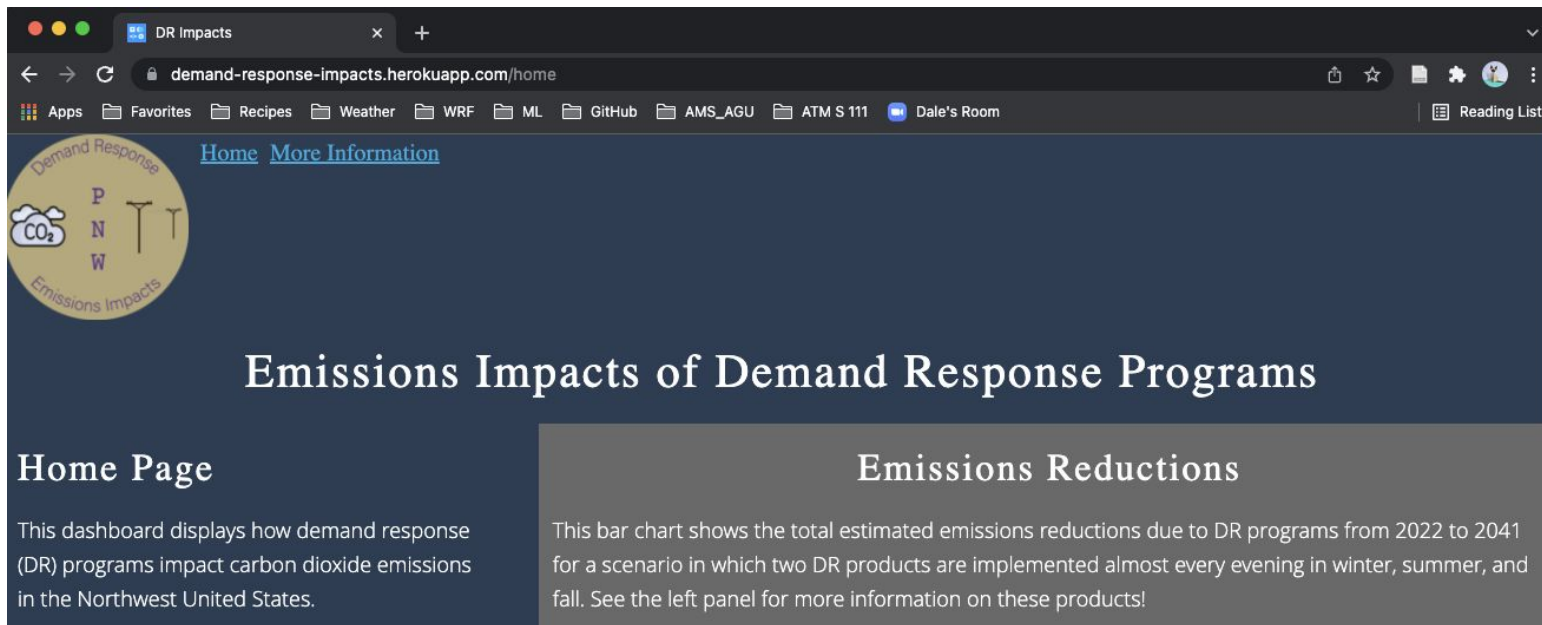 DR Impacts
demand-response-impacts.herokuapp.com/home
Apps Favorites Recipes Weather WRF ML GitHub AMS_AGU ATM S 111 Dale's Room Reading List
Demand Response
P
N
W
CO₂
Emissions Impacts
Home More Information
Emissions Impacts of Demand Response Programs
Home Page
This dashboard displays how demand response
(DR) programs impact carbon dioxide emissions
in the Northwest United States.
Emissions Reductions
This bar chart shows the total estimated emissions reductions due to DR programs from 2022 to 2041
for a scenario in which two DR products are implemented almost every evening in winter, summer, and
fall. See the left panel for more information on these products!